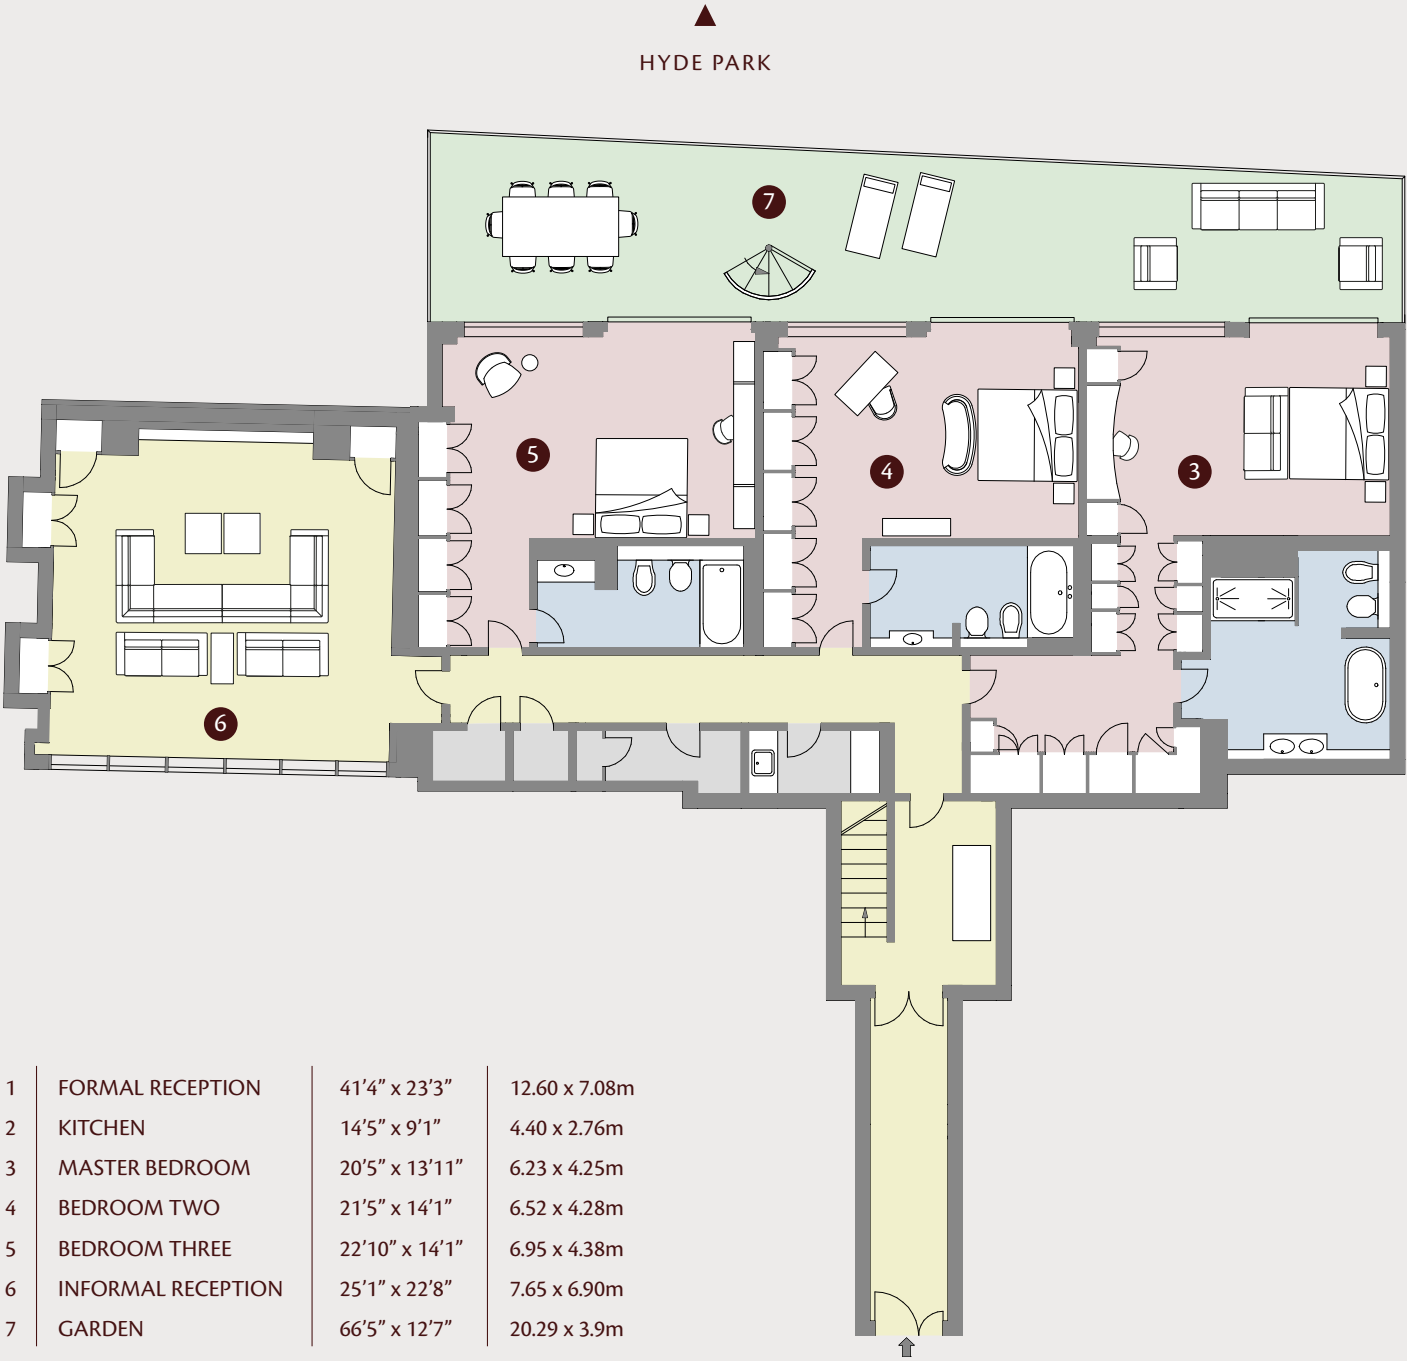 HYDE PARK
7
5
4
3
6
1 FORMAL RECEPTION 41’4” x 23’3” 12.60 x 7.08m
2 KITCHEN 14’5” x 9’1” 4.40 x 2.76m
3 MASTER BEDROOM 20’5” x 13’11” 6.23 x 4.25m
4 BEDROOM TWO 21’5” x 14’1” 6.52 x 4.28m
5 BEDROOM THREE 22’10” x 14’1” 6.95 x 4.38m
6 INFORMAL RECEPTION 25’1” x 22’8” 7.65 x 6.90m
7 GARDEN 66’5” x 12’7” 20.29 x 3.9m